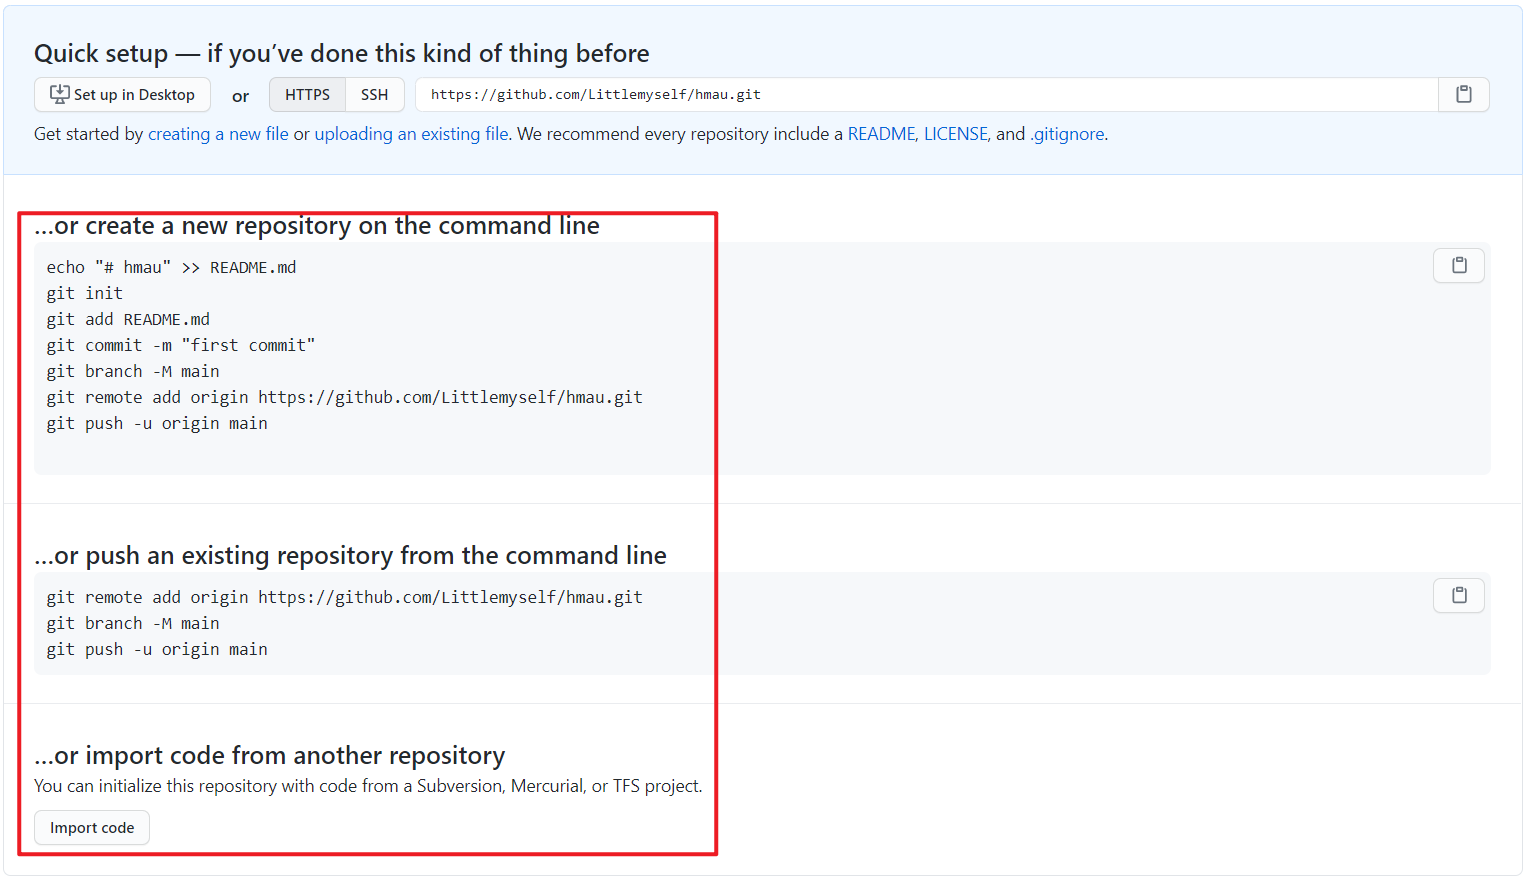 Quick setup — if you’ve done this kind of thing before
Set up in Desktop or HTTPS SSH https://github.com/Littlemyself/hmau.git
Get started by creating a new file or uploading an existing file. We recommend every repository include a README, LICENSE, and .gitignore.
...or create a new repository on the command line
echo "# hmau" >> README.md
git init
git add README.md
git commit -m "first commit"
git branch -M main
git remote add origin https://github.com/Littlemyself/hmau.git
git push -u origin main
...or push an existing repository from the command line
git remote add origin https://github.com/Littlemyself/hmau.git
git branch -M main
git push -u origin main
...or import code from another repository
You can initialize this repository with code from a Subversion, Mercurial, or TFS project.
Import code